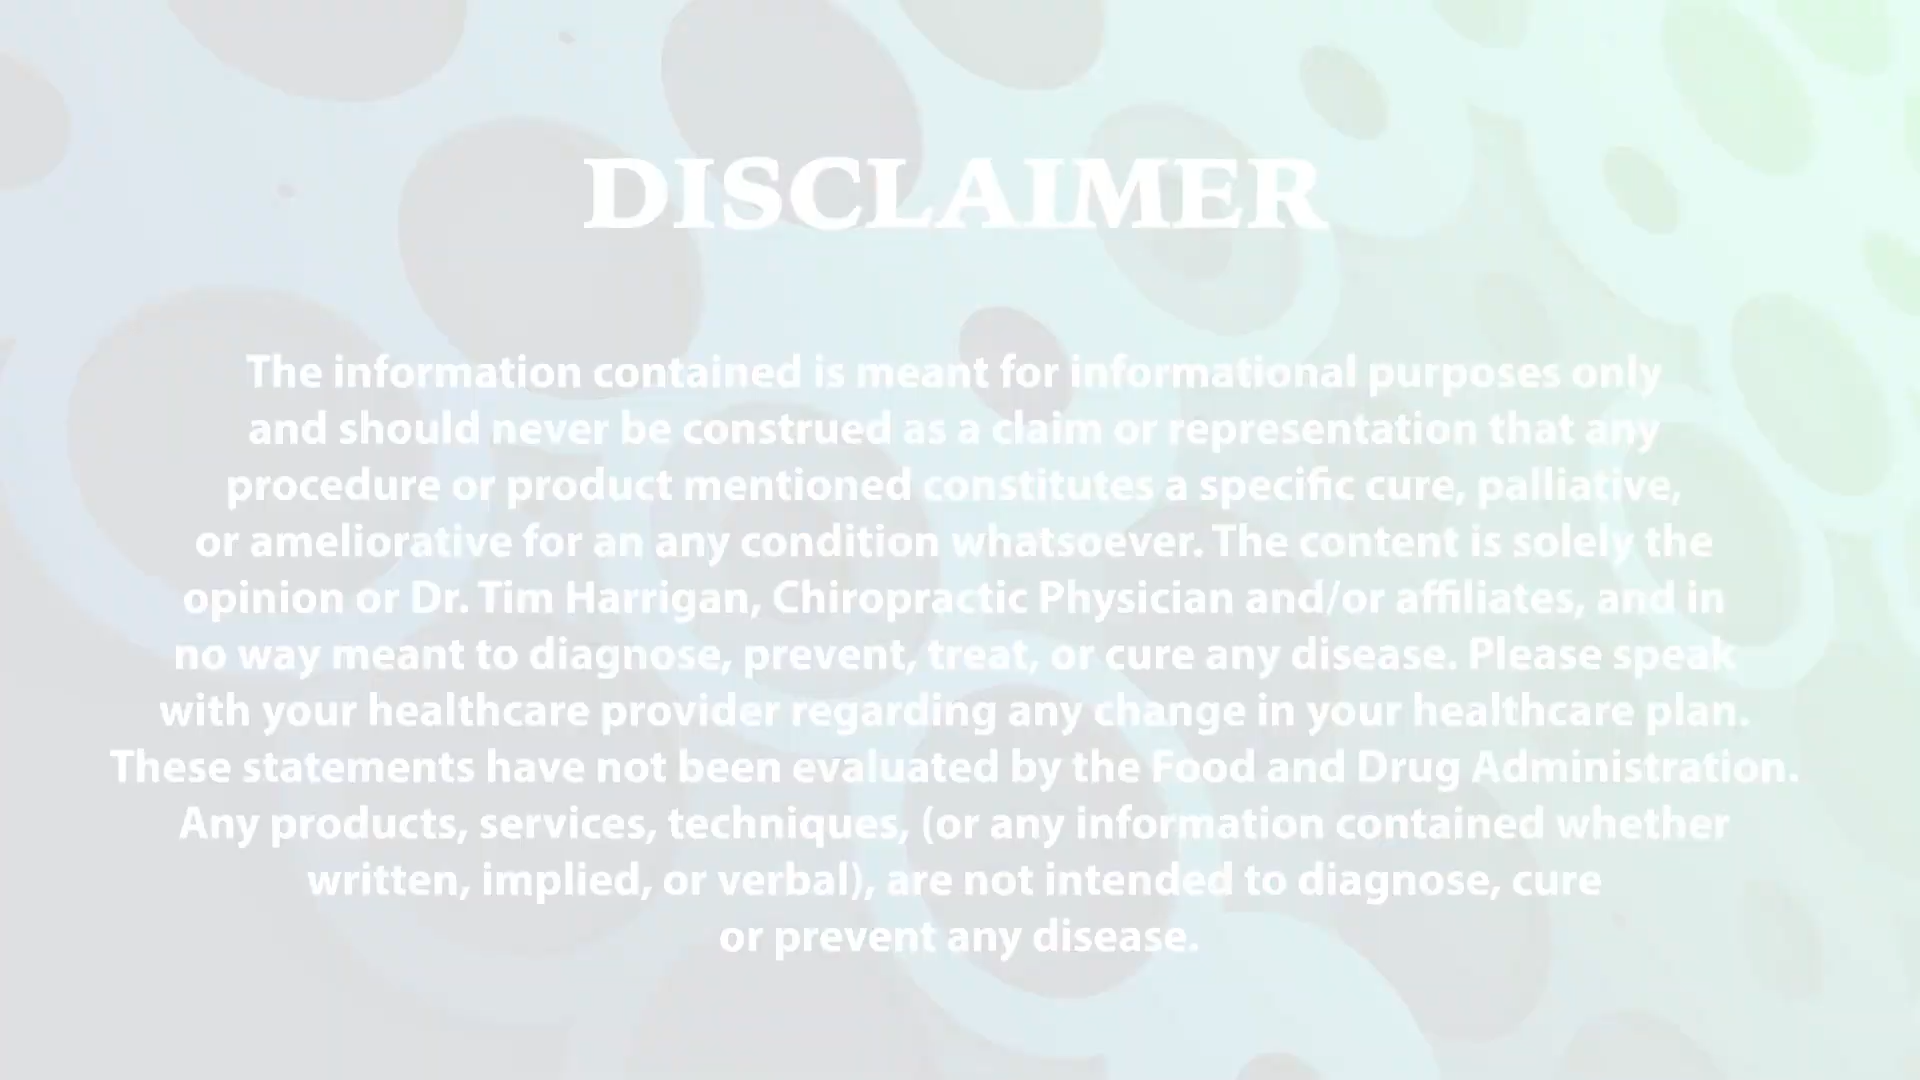 DISCLAIMER
The information contained is meant for informational purposes only
and should never be construed as a claim or representation that any
procedure or product mentioned constitutes a specific cure, palliative,
or ameliorative for an any condition whatsoever. The content is solely the
opinion or Dr. Tim Harrigan, Chiropractic Physician and/or affiliates, and in
no way meant to diagnose, prevent, treat, or cure any disease. Please speak
with your healthcare provider regarding any change in your healthcare plan.
These statements have not been evaluated by the Food and Drug Administration.
Any products, services, techniques, (or any information contained whether
written, implied, or verbal), are not intended to diagnose, cure
or prevent any disease.